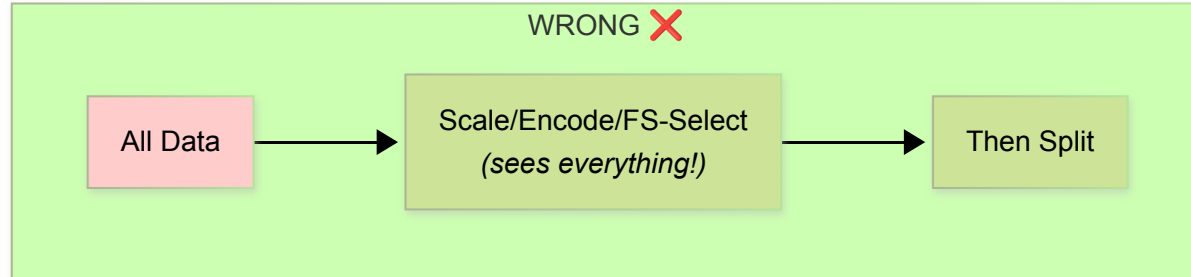 WRONG ❌
All Data
Scale/Encode/FS-Select
(sees everything!)
Then Split